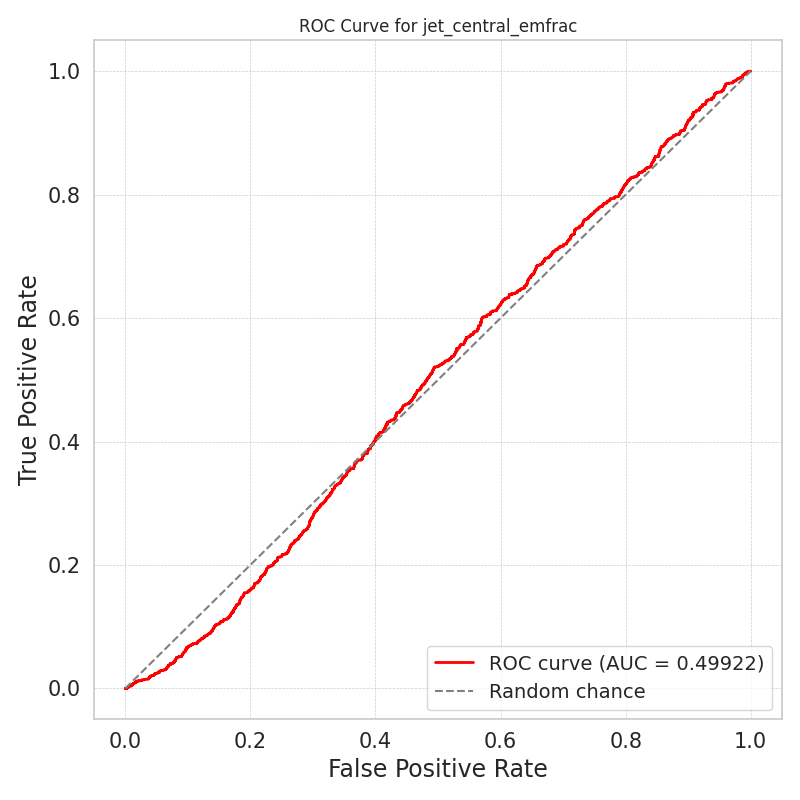 ROC Curve for jet_central_emfrac
True Positive Rate
1.0
0.8
0.6
0.4
0.2
0.0
ROC curve (AUC = 0.49922)
Random chance
0.0 0.2 0.4 0.6 0.8 1.0
False Positive Rate